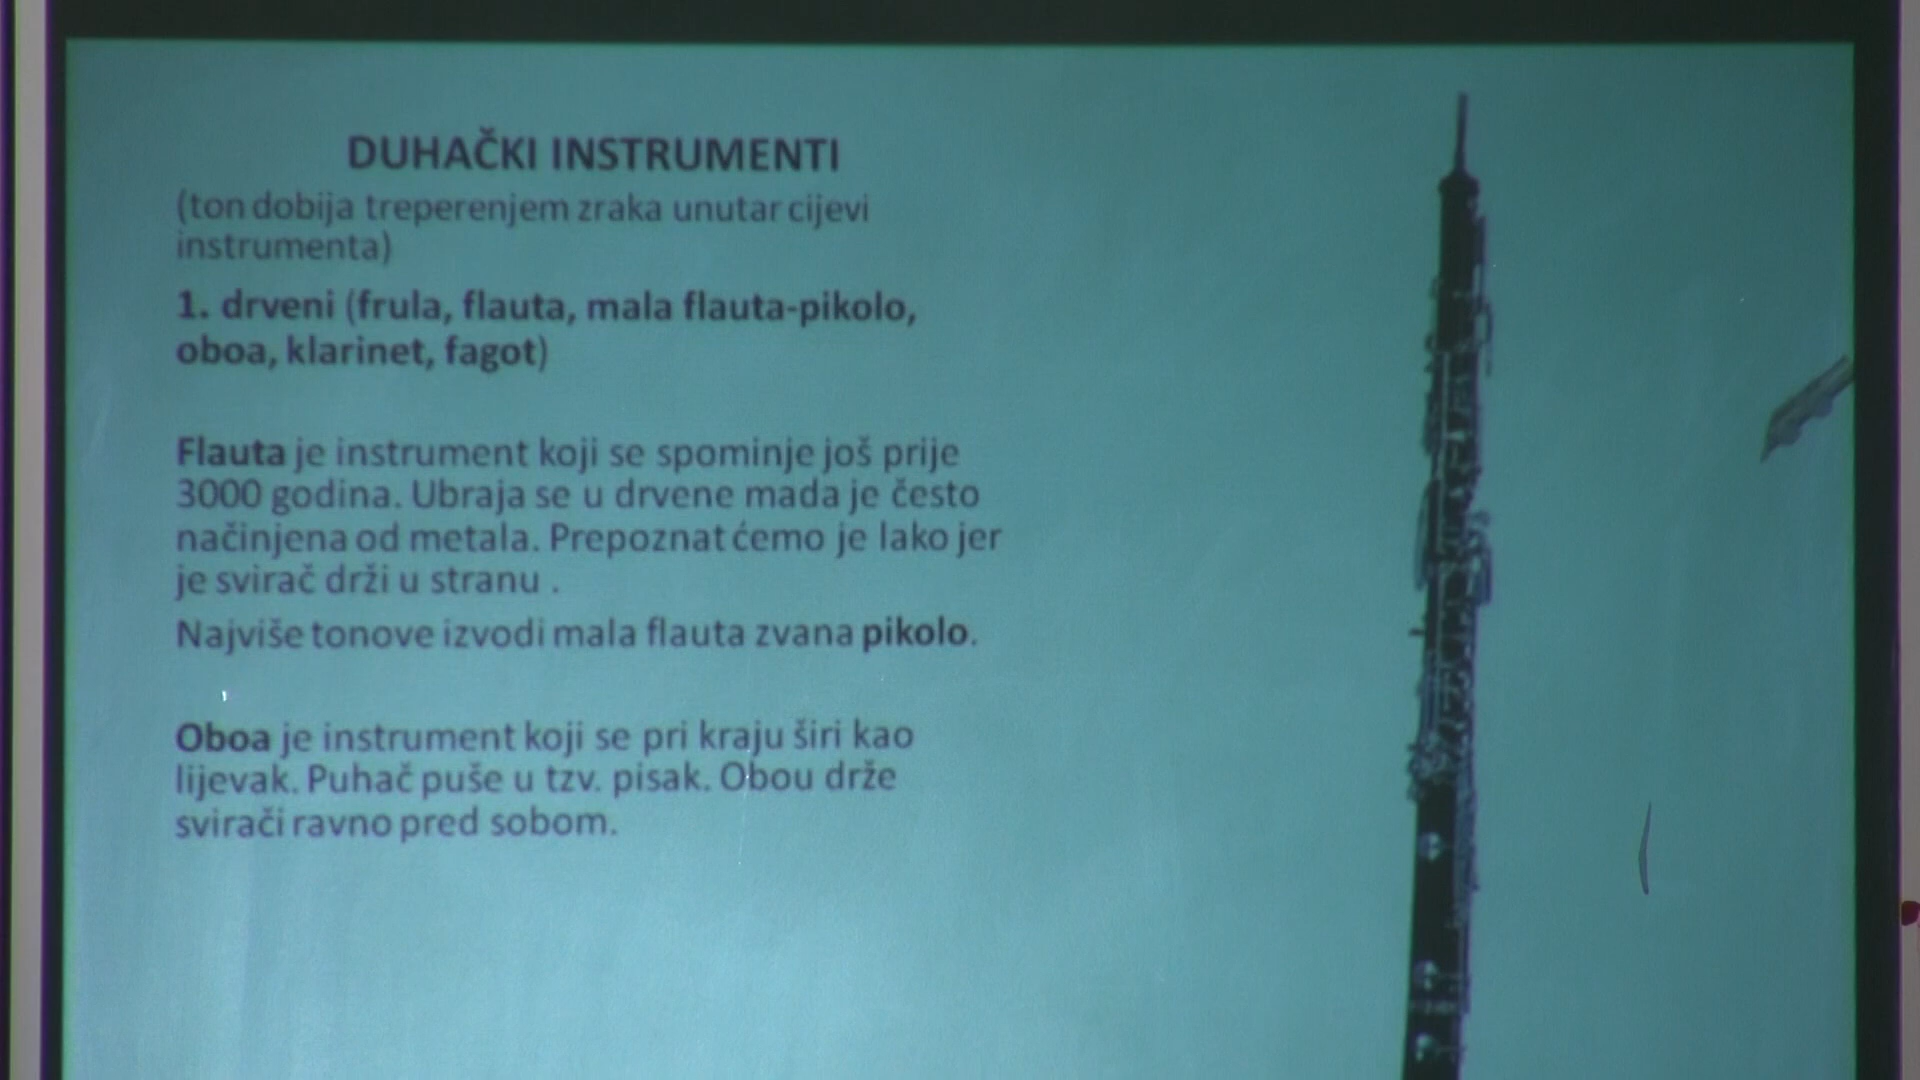 DUHAČKI INSTRUMENTI
(ton dobija treperenjem zraka unutar cijevi
instrumenta)
1. drveni (frula, flauta, mala flauta-pikolo,
oboa, klarinet, fagot)
Flauta je instrument koji se spominje još prije
3000 godina. Ubraja se u drvene mada je često
načinjena od metala. Prepoznat ćemo je lako jer
je svirač drži u stranu .
Najviše tonove izvodi mala flauta zvana pikolo.
Oboa je instrument koji se pri kraju širi kao
lijevak. Puhač puše u tzv. pisak. Obou drže
svirači ravno pred sobom.